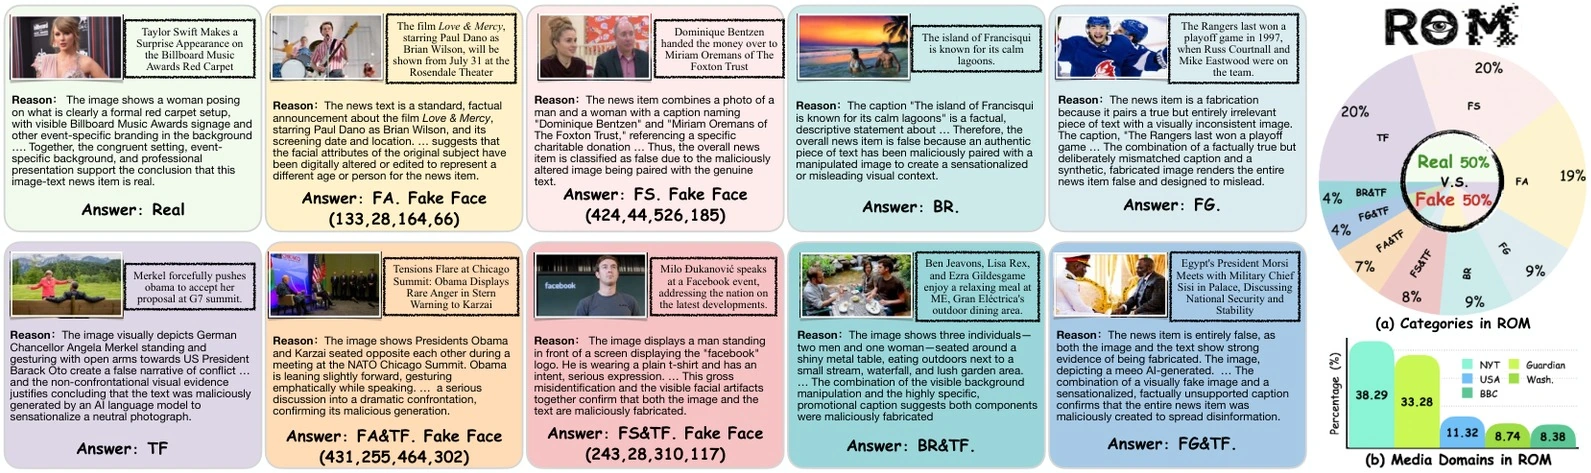 Taylor Swift Makes a
Surprise Appearance on
the Billboard Music
Awards Red Carpet
Reason: The image shows a woman posing
on what is clearly a formal red carpet setup,
with visible Billboard Music Awards signage and
other event-specific branding in the background
.... Together, the congruent setting, event-
specific background, and professional
presentation support the conclusion that this
image-text news item is real.
Answer: Real
The film Love & Mercy,
starring Paul Dano as
Brian Wilson, will be
shown from July 31 at the
Rosendale Theater
Reason: The news text is a standard, factual
announcement about the film Love & Mercy,
starring Paul Dano as Brian Wilson, and its
screening date and location. ... suggests that
the facial attributes of the original subject have
been digitally altered or edited to represent a
different age or person for the news item.
Answer: FA. Fake Face
(133,28,164,66)
Dominique Bentzen
handed the money over to
Miriam Oremans of The
Foxton Trust
Reason: The news item combines a photo of a
man and a woman with a caption naming
"Dominique Bentzen" and "Miriam Oremans of
The Foxton Trust," referencing a specific
charitable donation ... Thus, the overall news
item is classified as false due to the maliciously
altered image being paired with the genuine
text.
Answer: FS. Fake Face
(424,44,526,185)
The island of Francisqui
is known for its calm
lagoons.
Reason: The caption "The island of Francisqui
is known for its calm lagoons" is a factual,
descriptive statement about ... Therefore, the
overall news item is false because an authentic
piece of text has been maliciously paired with a
manipulated image to create a sensationalized
or misleading visual context.
Answer: BR.
The Rangers last won a
playoff game in 1997,
when Russ Courtnall and
Mike Eastwood were on
the team.
Reason: The news item is a fabrication
because it pairs a true but entirely irrelevant
piece of text with a visually inconsistent image.
The caption, "The Rangers last won a playoff
game ... The combination of a factually true but
deliberately mismatched caption and a
synthetic, fabricated image renders the entire
news item false and designed to mislead.
Answer: FG.
Merkel forcefully pushes
obama to accept her
proposal at G7 summit.
Reason: The image visually depicts German
Chancellor Angela Merkel standing and
gesturing with open arms towards US President
Barack Oto create a false narrative of conflict ...
and the non-confrontational visual evidence
justifies concluding that the text was maliciously
generated by an AI language model to
sensationalize a neutral photograph.
Answer: TF
Tensions Flare at Chicago
Summit: Obama Displays
Rare Anger in Stern
Warning to Karzai
Reason: The image shows Presidents Obama
and Karzai seated opposite each other during a
meeting at the NATO Chicago Summit. Obama
is leaning slightly forward, gesturing
emphatically while speaking. ... a serious
discussion into a dramatic confrontation,
confirming its malicious generation.
Answer: FA&TF. Fake Face
(431,255,464,302)
facebook
Milo Đukanović speaks
at a Facebook event,
addressing the nation on
the latest developments.
Reason: The image displays a man standing
in front of a screen displaying the "facebook"
logo. He is wearing a plain t-shirt and has an
intent, serious expression. ... This gross
misidentification and the visible facial artifacts
together confirm that both the image and the
text are maliciously fabricated.
Answer: FS&TF. Fake Face
(243,28,310,117)
Ben Jeavons, Lisa Rex,
and Ezra Gildesgame
enjoy a relaxing meal at
ME, Gran Eléctrica's
outdoor dining area.
Reason: The image shows three individuals—
two men and one woman—seated around a
shiny metal table, eating outdoors next to a
small stream, waterfall, and lush garden area.
... The combination of the visible background
manipulation and the highly specific,
promotional caption suggests both components
were maliciously fabricated
Answer: BR&TF.
Egypt's President Morsi
Meets with Military Chief
Sisi in Palace, Discussing
National Security and
Stability
Reason: The news item is entirely false, as
both the image and the text show strong
evidence of being fabricated. The image,
depicting a meeo AI-generated. ... The
combination of a visually fake image and a
sensationalized, factually unsupported caption
confirms that the entire news item was
maliciously created to spread disinformation.
Answer: FG&TF.
ROM
20%
FS
20%
TF
19%
FA
Real 50%
V.S.
Fake 50%
4%
BR&TF
4%
FG&TF
7%
FA&TF
8%
FS&TF
9%
BR
9%
FG
(a) Categories in ROM
Percentage (%)
38.29
33.28
11.32
8.74
8.38
NYT
Guardian
USA
Wash.
BBC
(b) Media Domains in ROM